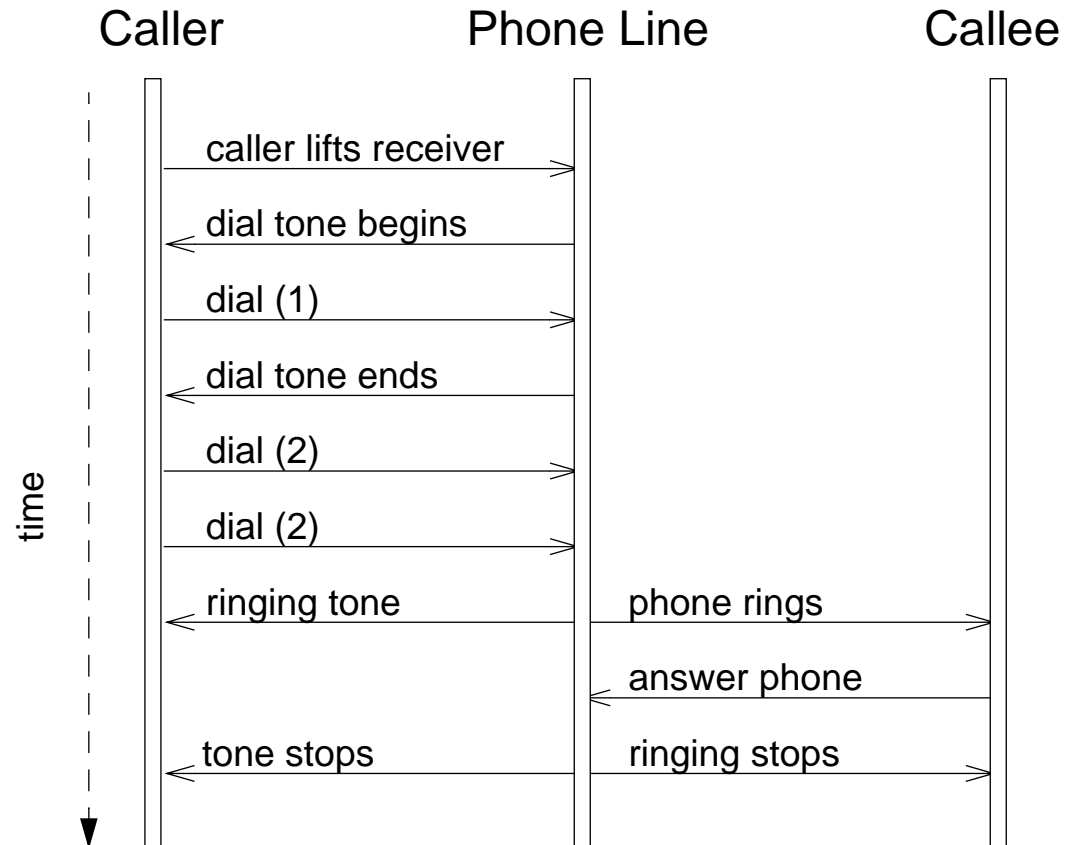 Caller
Phone Line
Callee
caller lifts receiver
dial tone begins
dial (1)
dial tone ends
dial (2)
dial (2)
ringing tone
phone rings
answer phone
tone stops
ringing stops
time